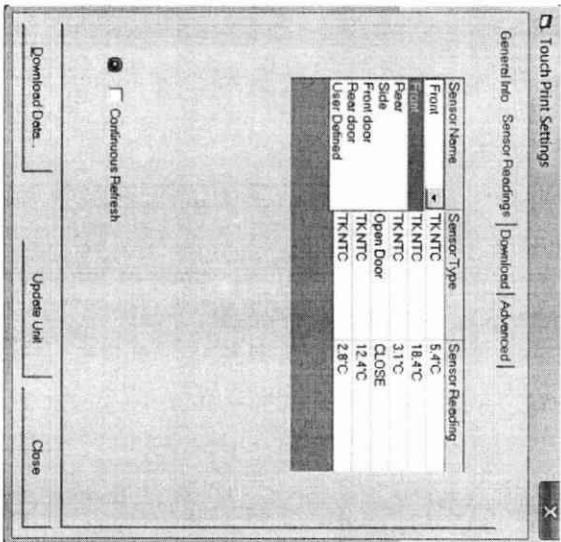 Touch Print Settings
General Info Sensor Readings Download Advanced
Sensor Name Sensor Type Sensor Reading
Front TK NTC 5.4°C
Front TK NTC 18.4°C
Rear TK NTC 3.1°C
Side Open Door CLOSE
Front door TK NTC 12.4°C
Rear door
User Defined TK NTC 2.8°C
Continuous Refresh
Download Data... Update Unit Close